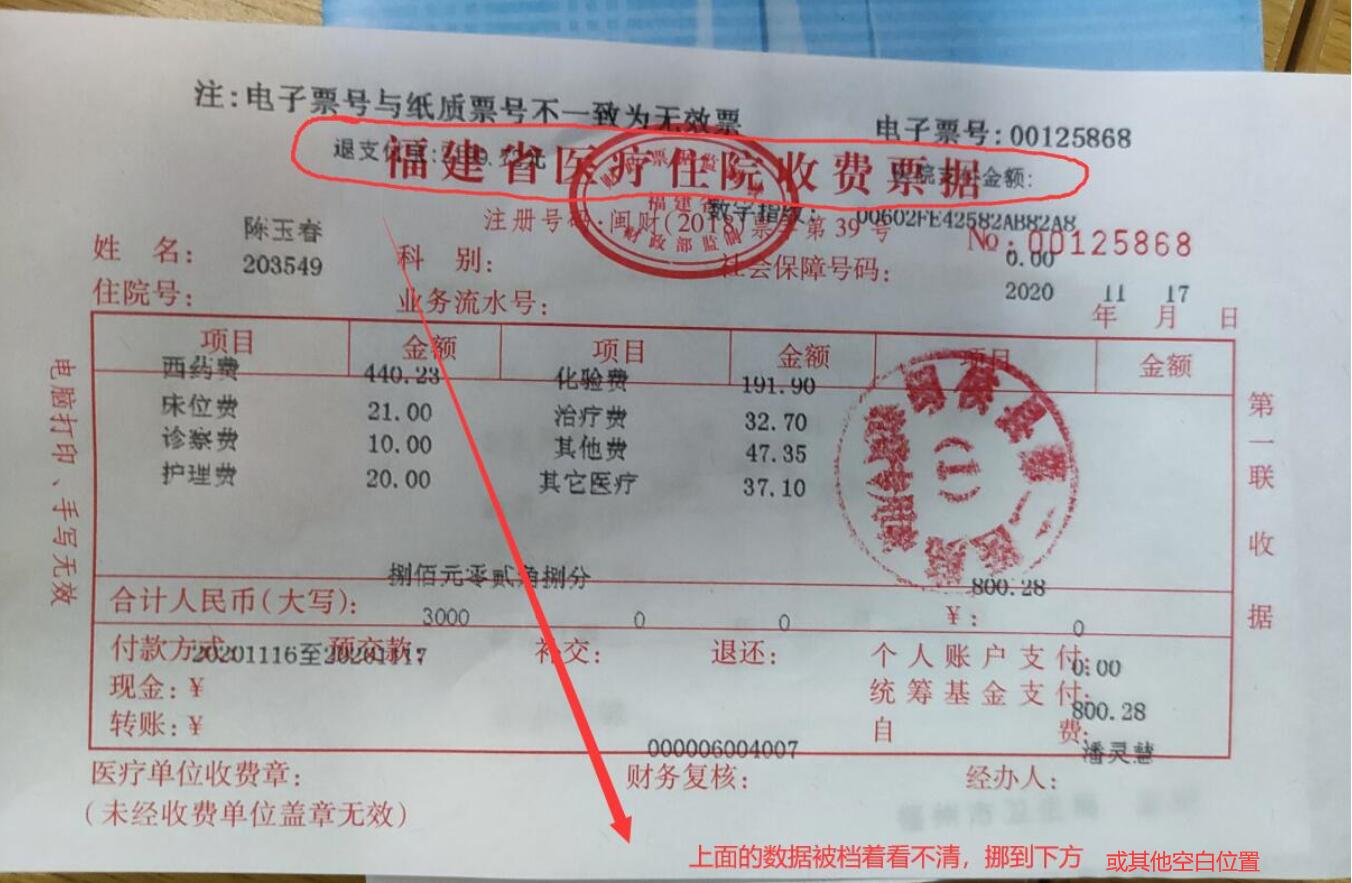 注:电子票号与纸质票号不一致为无效票
电子票号:00125868
福建省医疗住院收费票据
退支
金额:
数字指纹: 00602FE42582AB82A8
注册号码:闽财(2018)票 第 39 号
No:00125868
陈玉春
姓 名:
科 别:
社会保障号码:
0.00
203549
住院号:
业务流水号:
2020 11 17
年 月 日
项目 金额 项目 金额 项目 金额
西药费 440.23 化验费 191.90
床位费 21.00 治疗费 32.70
诊察费 10.00 其他费 47.35
护理费 20.00 其它医疗 37.10
捌佰元零贰角捌分 800.28
合计人民币(大写): ¥:
3000 0 0 0
付款方式: 预交款: 补交: 退还: 个人账户支付:
20201116至20201117 0.00
现金:¥ 统筹基金支付:
800.28
转账:¥ 自 费:
000006004007 潘灵慧
医疗单位收费章: 财务复核: 经办人:
(未经收费单位盖章无效)
电脑打印、手写无效
第一联 收据
福建省
财政部监制
上面的数据被档着看不清，挪到下方 或其他空白位置